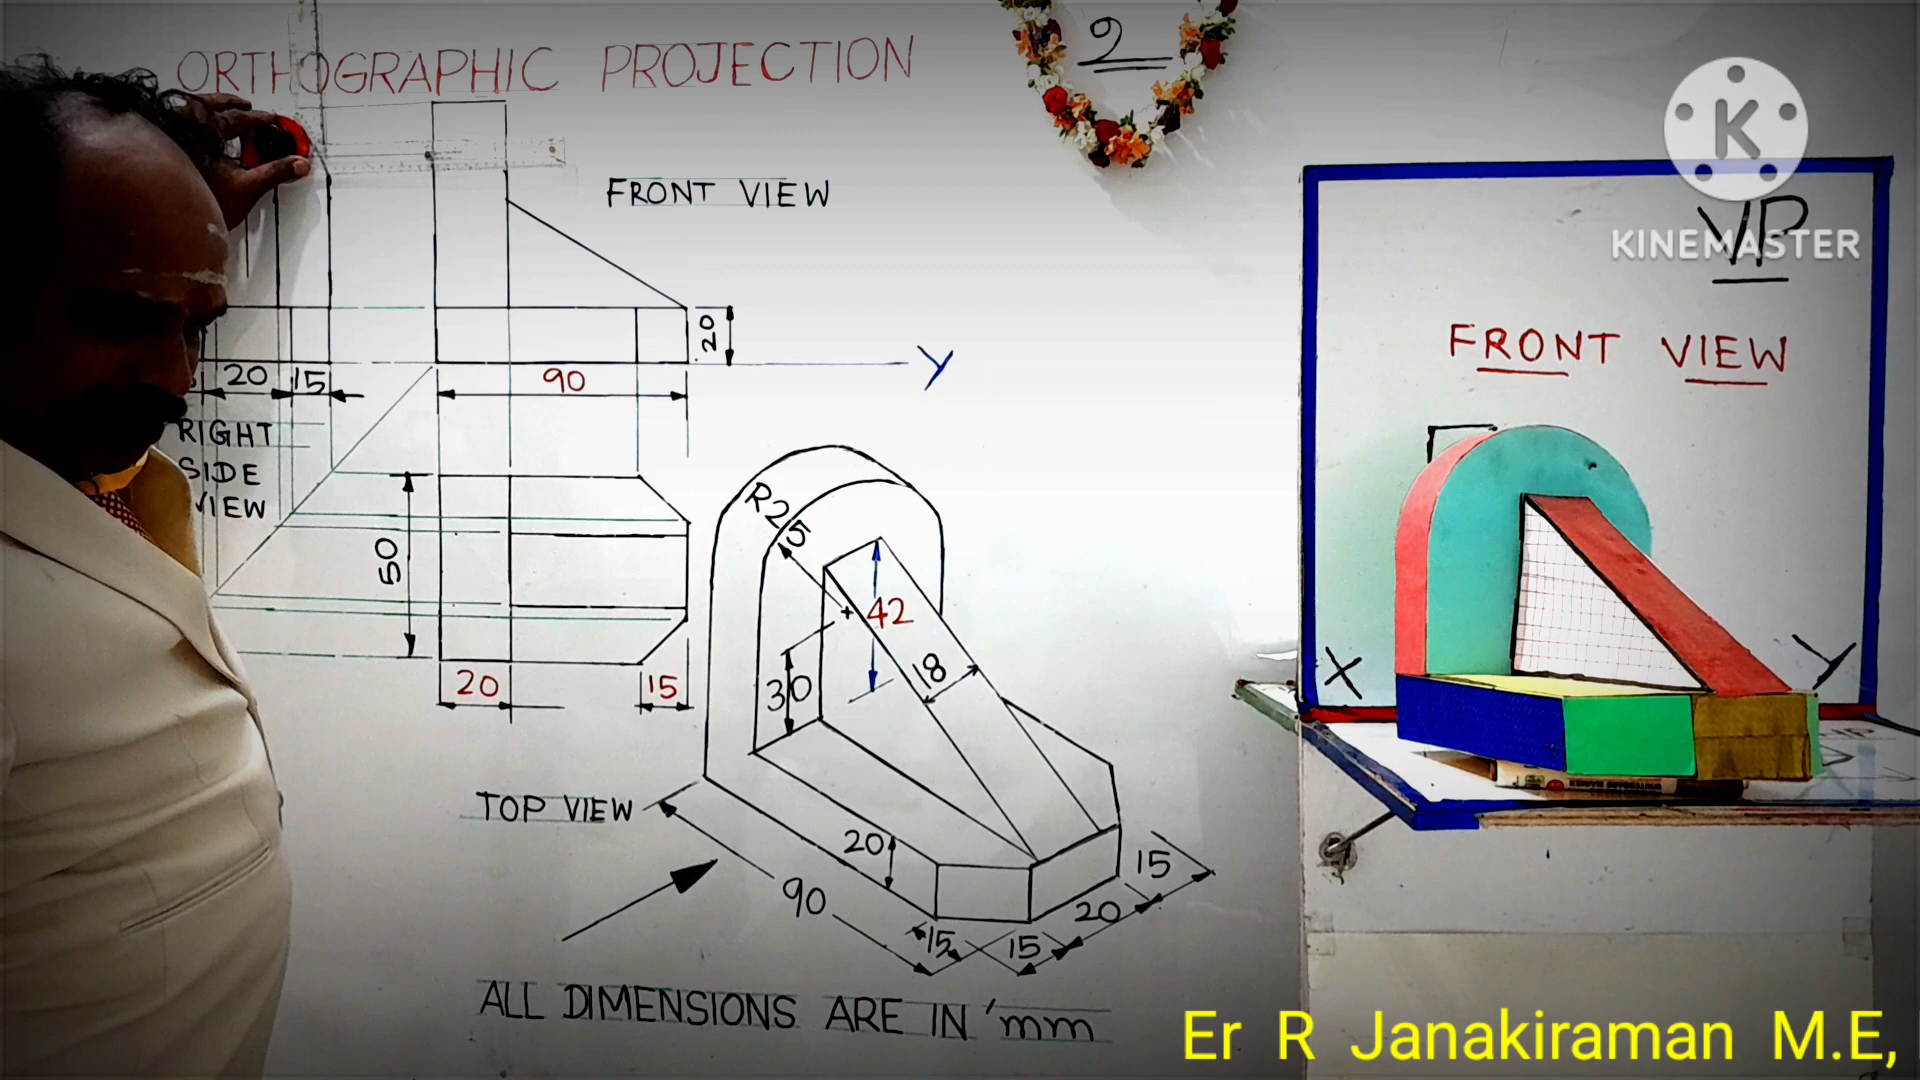 ORTHOGRAPHIC PROJECTION
FRONT VIEW
20
Y
20 15
90
RIGHT
SIDE
VIEW
50
20
15
TOP VIEW
R25
42
30
18
20
90
15
15
20
15
ALL DIMENSIONS ARE IN 'mm
K
KINEMASTER
VP
FRONT VIEW
X
Y
HP
Er R Janakiraman M.E,